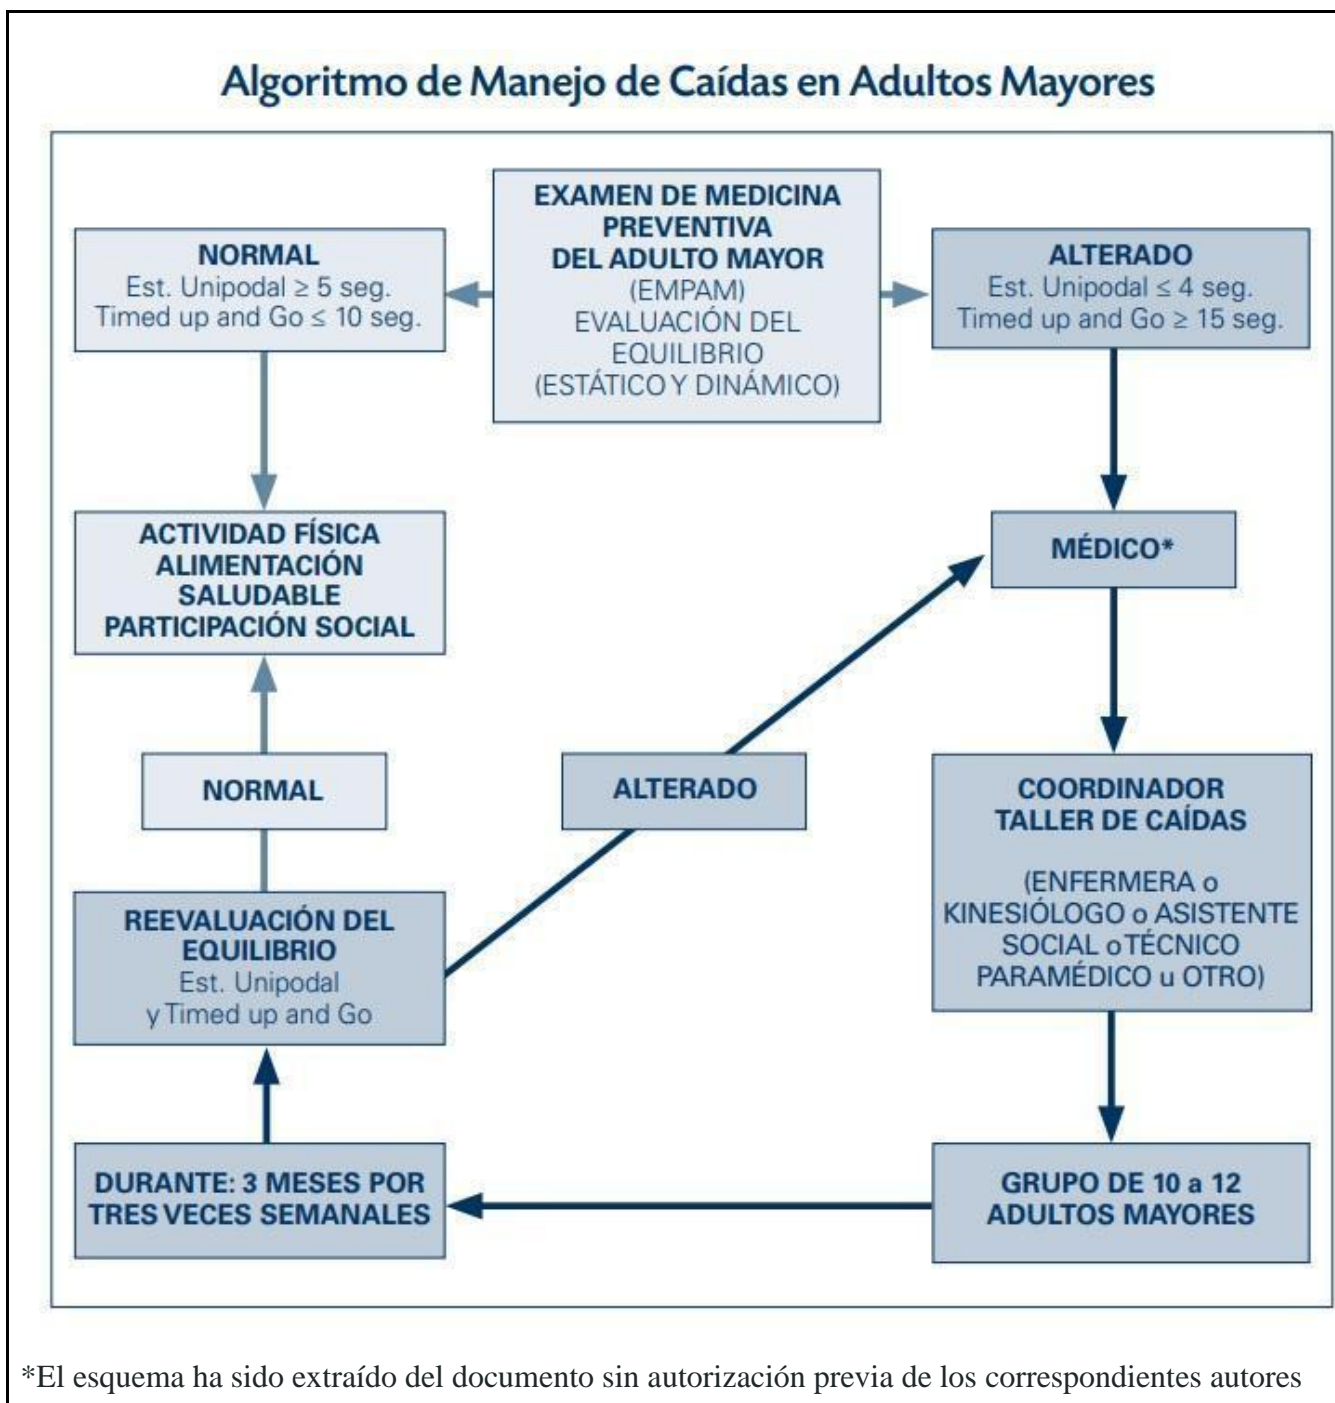 Algoritmo de Manejo de Caídas en Adultos Mayores
EXAMEN DE MEDICINA
PREVENTIVA
DEL ADULTO MAYOR
(EMPAM)
EVALUACIÓN DEL
EQUILIBRIO
(ESTÁTICO Y DINÁMICO)
NORMAL
Est. Unipodal ≥ 5 seg.
Timed up and Go ≤ 10 seg.
ALTERADO
Est. Unipodal ≤ 4 seg.
Timed up and Go ≥ 15 seg.
ACTIVIDAD FÍSICA
ALIMENTACIÓN
SALUDABLE
PARTICIPACIÓN SOCIAL
MÉDICO*
NORMAL
ALTERADO
COORDINADOR
TALLER DE CAÍDAS
(ENFERMERA o
KINESIÓLOGO o ASISTENTE
SOCIAL o TÉCNICO
PARAMÉDICO u OTRO)
REEVALUACIÓN DEL
EQUILIBRIO
Est. Unipodal
y Timed up and Go
DURANTE: 3 MESES POR
TRES VECES SEMANALES
GRUPO DE 10 a 12
ADULTOS MAYORES
*El esquema ha sido extraído del documento sin autorización previa de los correspondientes autores